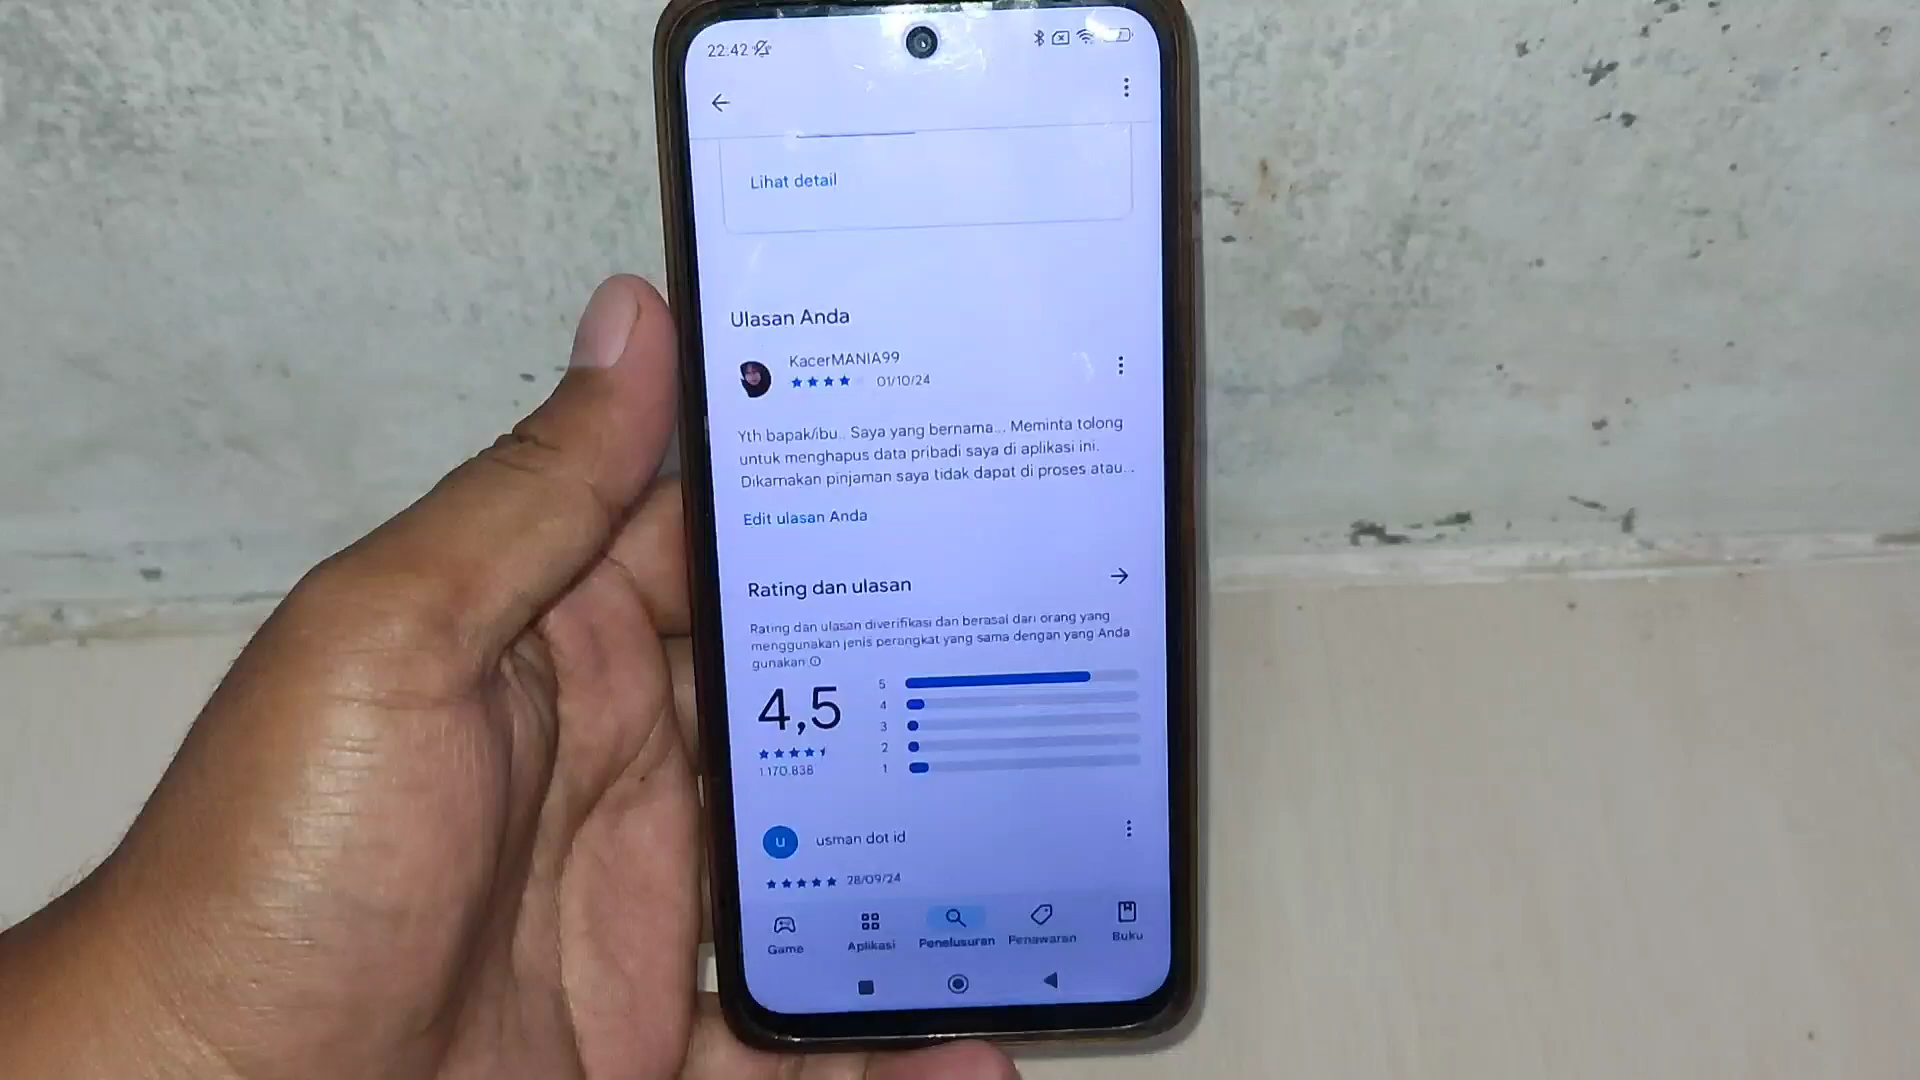 22.42
Lihat detail
Ulasan Anda
KacerMANIA99
01/10/24
Yth bapak/ibu.. Saya yang bernama... Meminta tolong
untuk menghapus data pribadi saya di aplikasi ini.
Dikarnakan pinjaman saya tidak dapat di proses atau...
Edit ulasan Anda
Rating dan ulasan
Rating dan ulasan diverifikasi dan berasal dari orang yang
menggunakan jenis perangkat yang sama dengan yang Anda
gunakan
4,5
1.170.838
5
4
3
2
1
u
usman dot id
28/09/24
Game
Aplikasi
Penelusuran
Penawaran
Buku